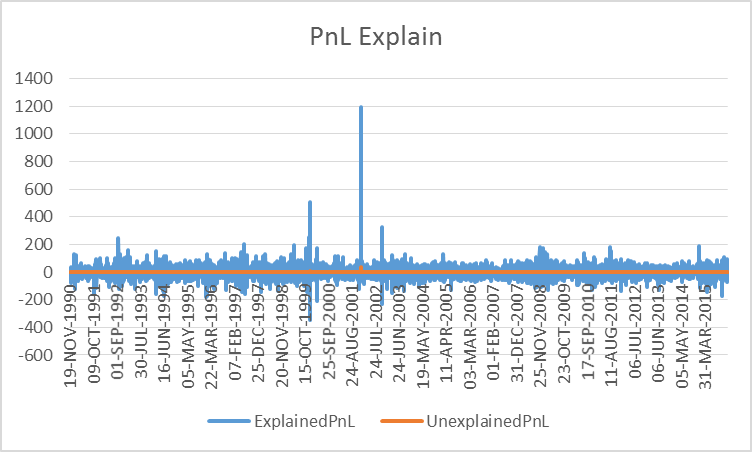 PnL Explain
1400
1200
1000
800
600
400
200
0
-200
-400
-600
19-NOV-1990
09-OCT-1991
01-SEP-1992
30-JUL-1993
16-JUN-1994
05-MAY-1995
22-MAR-1996
07-FEB-1997
25-DEC-1997
20-NOV-1998
15-OCT-1999
25-SEP-2000
24-AUG-2001
24-JUL-2002
24-JUN-2003
19-MAY-2004
11-APR-2005
03-MAR-2006
01-FEB-2007
31-DEC-2007
25-NOV-2008
23-OCT-2009
17-SEP-2010
11-AUG-2011
06-JUL-2012
06-JUN-2013
05-MAY-2014
31-MAR-2015
ExplainedPnL
UnexplainedPnL